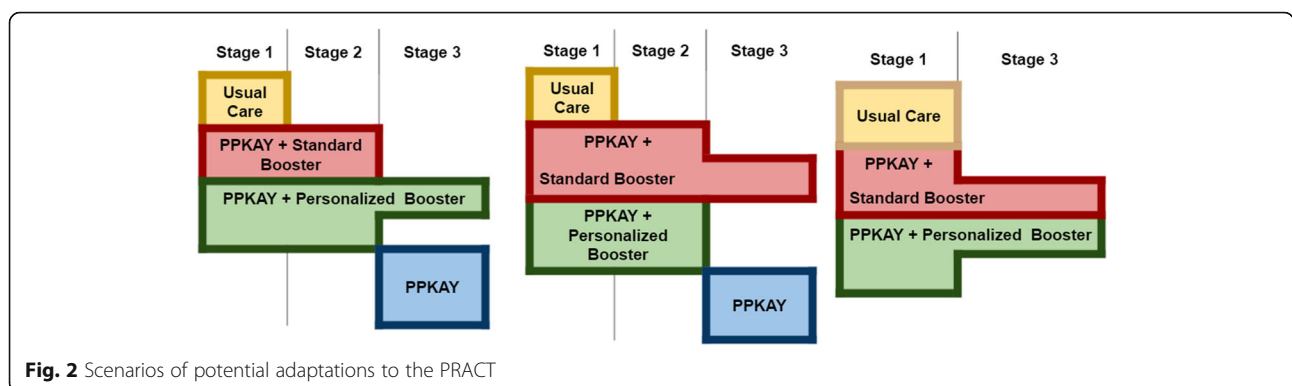 Stage 1 Stage 2 Stage 3
Usual
Care
PPKAY + Standard
Booster
PPKAY + Personalized Booster
PPKAY
Stage 1 Stage 2 Stage 3
Usual
Care
PPKAY +
Standard Booster
PPKAY +
Personalized
Booster
PPKAY
Stage 1 Stage 3
Usual Care
PPKAY +
Standard Booster
PPKAY + Personalized Booster
Fig. 2 Scenarios of potential adaptations to the PRACT